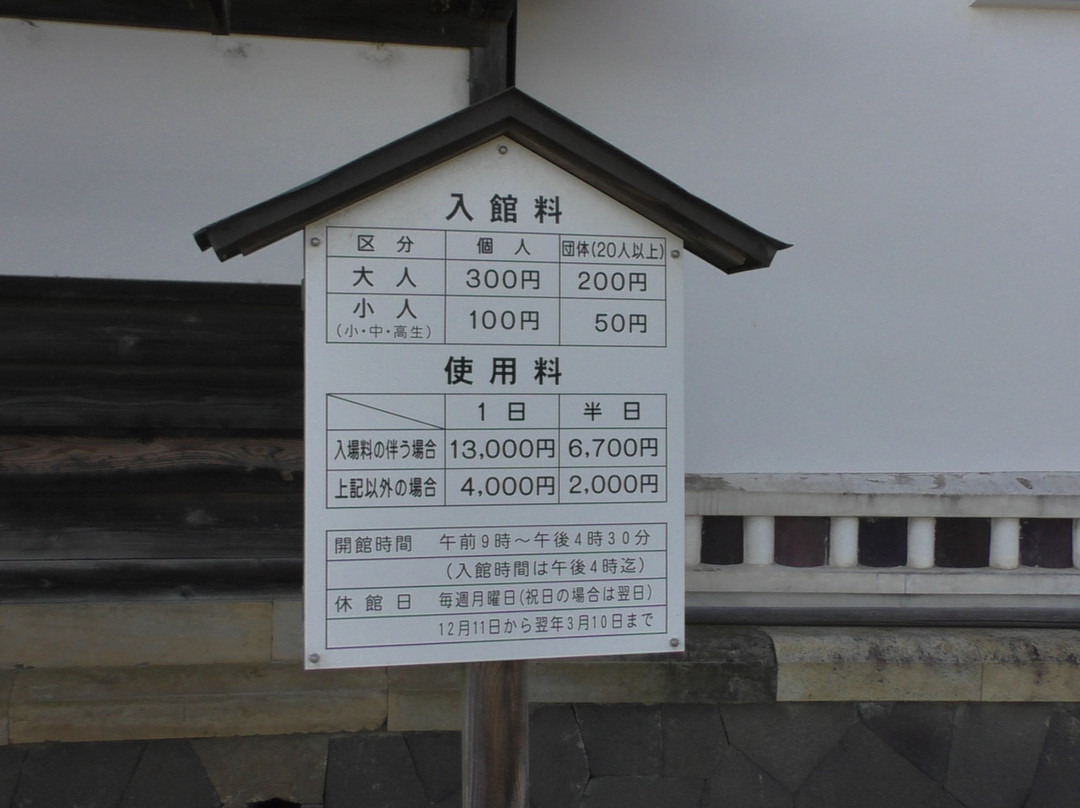 入館料
区分 個人 団体(20人以上)
大人 300円 200円
小人 100円 50円
(小・中・高生)
使用料
1日 半日
入場料の伴う場合 13,000円 6,700円
上記以外の場合 4,000円 2,000円
開館時間 午前9時～午後4時30分
(入館時間は午後4時迄)
休館日 毎週月曜日(祝日の場合は翌日)
12月11日から翌年3月10日まで